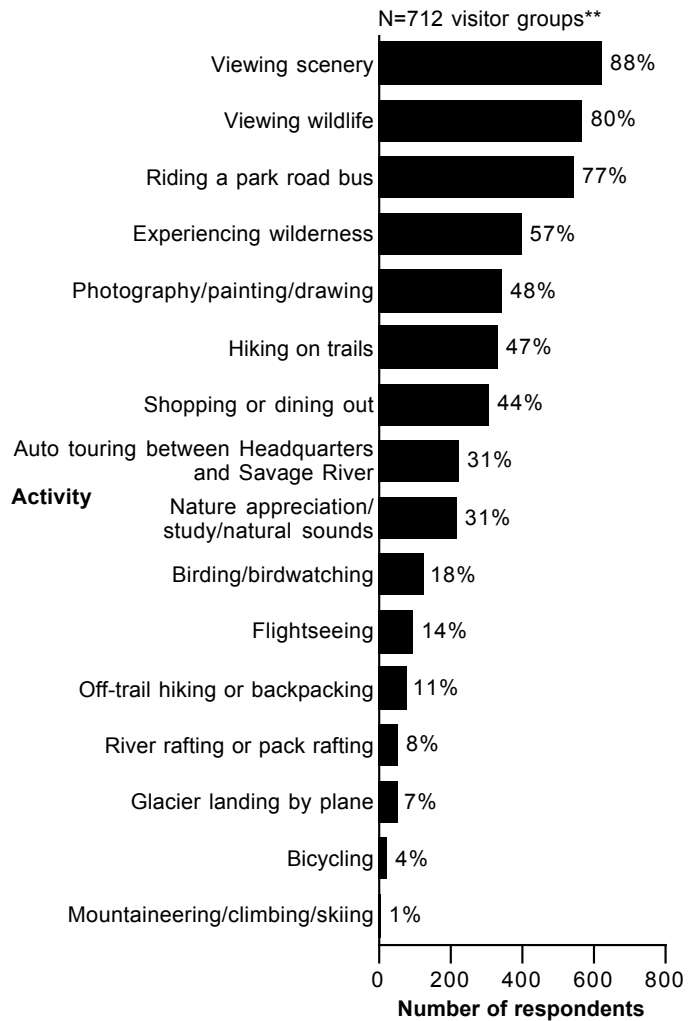 N=712 visitor groups**
Viewing scenery 88%
Viewing wildlife 80%
Riding a park road bus 77%
Experiencing wilderness 57%
Photography/painting/drawing 48%
Hiking on trails 47%
Shopping or dining out 44%
Auto touring between Headquarters
and Savage River 31%
Activity
Nature appreciation/
study/natural sounds 31%
Birding/birdwatching 18%
Flightseeing 14%
Off-trail hiking or backpacking 11%
River rafting or pack rafting 8%
Glacier landing by plane 7%
Bicycling 4%
Mountaineering/climbing/skiing 1%
0 200 400 600 800
Number of respondents